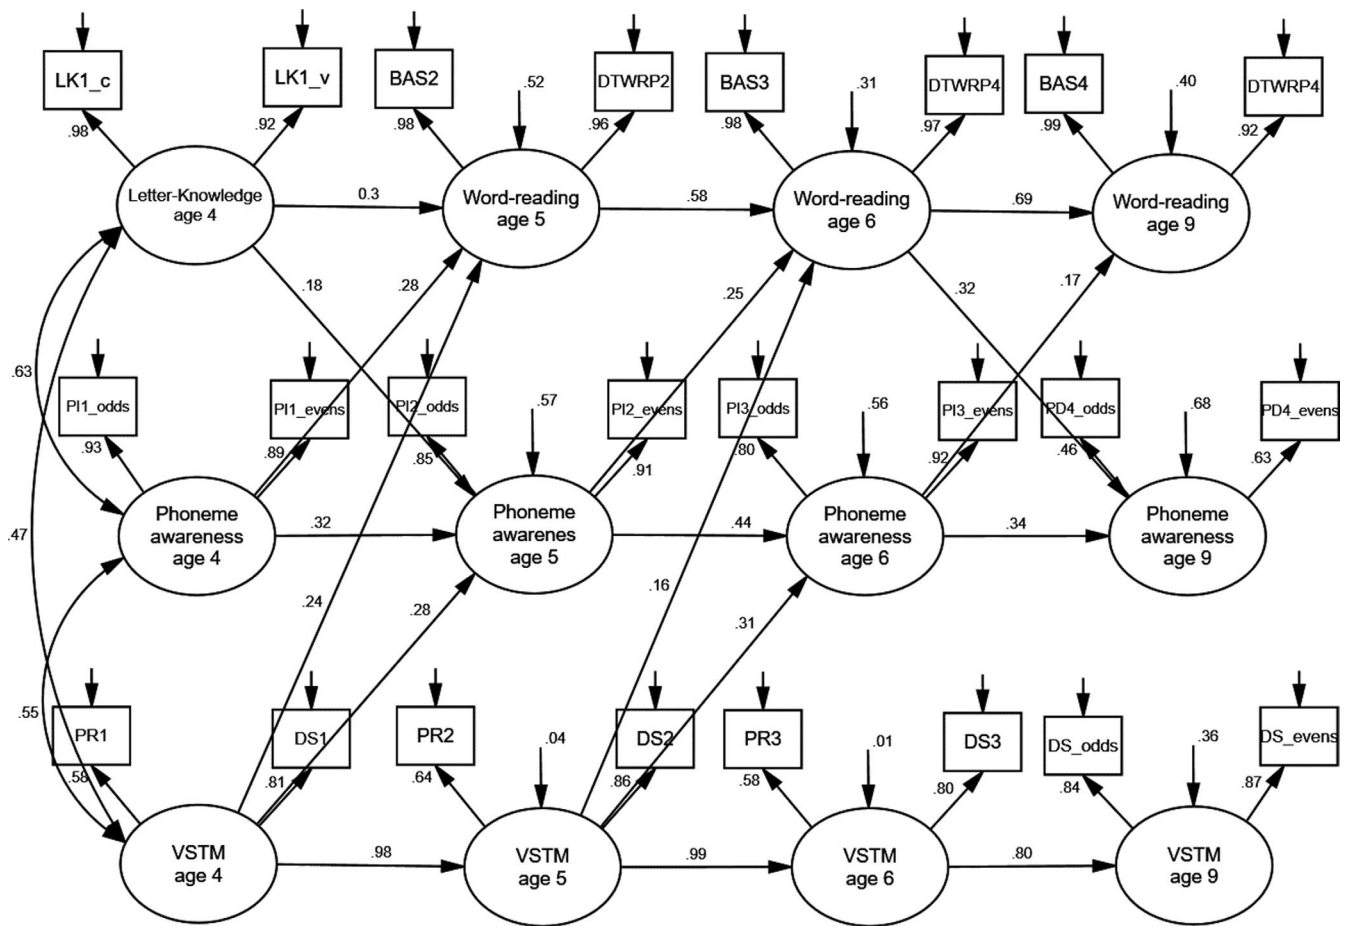 LK1_c
LK1_v
BAS2
DTWRP2
BAS3
DTWRP4
BAS4
DTWRP4
.52
.31
.40
.98
.92
.98
.96
.98
.97
.99
.92
Letter-Knowledge
age 4
0.3
Word-reading
age 5
.58
Word-reading
age 6
.69
Word-reading
age 9
.18
.28
.25
.32
.17
.63
PI1_odds
PI1_evens
PI2_odds
PI2_evens
PI3_odds
PI3_evens
PD4_odds
PD4_evens
.57
.56
.68
.93
.89
.85
.91
.80
.92
.46
.63
Phoneme
awareness
age 4
.32
Phoneme
awarenes
age 5
.44
Phoneme
awareness
age 6
.34
Phoneme
awareness
age 9
.47
.24
.28
.16
.31
.55
PR1
DS1
PR2
DS2
PR3
DS3
DS_odds
DS_evens
.04
.01
.36
.58
.81
.64
.86
.58
.80
.84
.87
VSTM
age 4
.98
VSTM
age 5
.99
VSTM
age 6
.80
VSTM
age 9